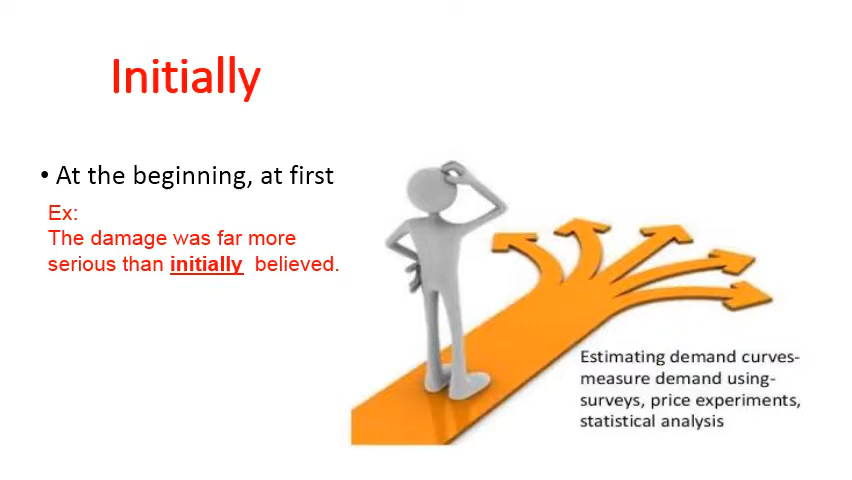 Initially
• At the beginning, at first
Ex:
The damage was far more
serious than initially believed.
Estimating demand curves-
measure demand using-
surveys, price experiments,
statistical analysis